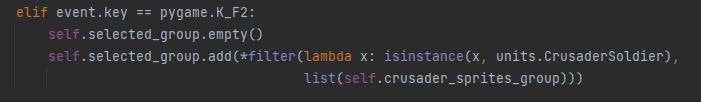 elif event.key == pygame.K_F2:
    self.selected_group.empty()
    self.selected_group.add(*filter(lambda x: isinstance(x, units.CrusaderSoldier),
                                    list(self.crusader_sprites_group)))